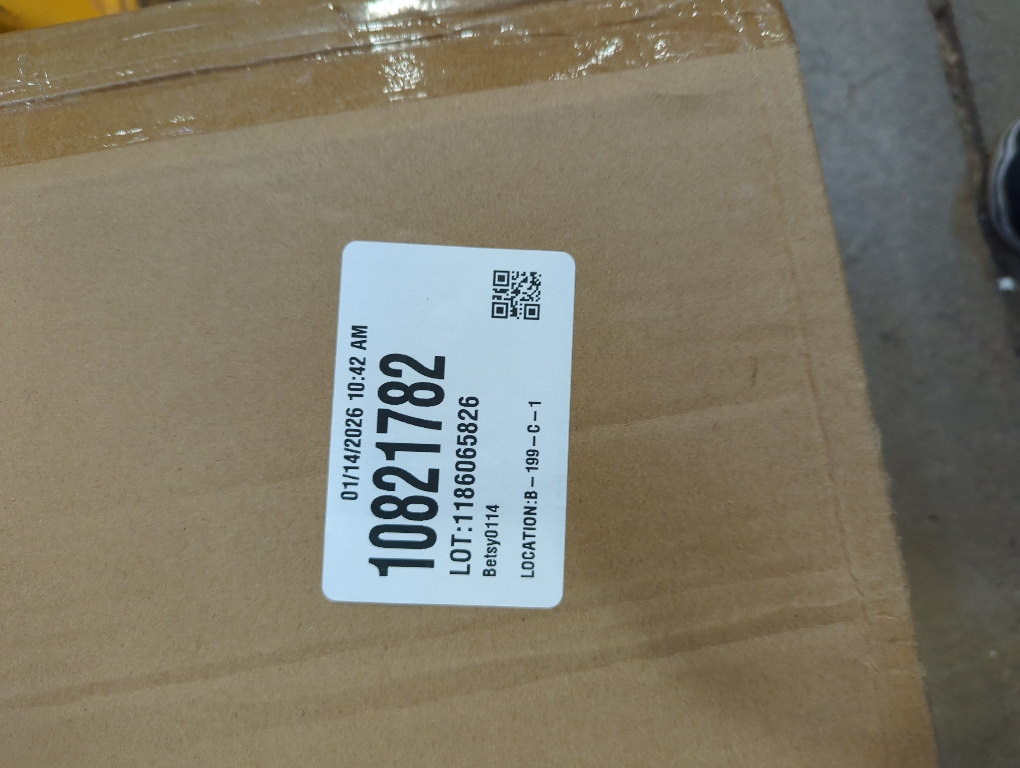 01/14/2026 10:42 AM
10821782
LOT:1186065826
Betsy0114
LOCATION:B-199-C-1